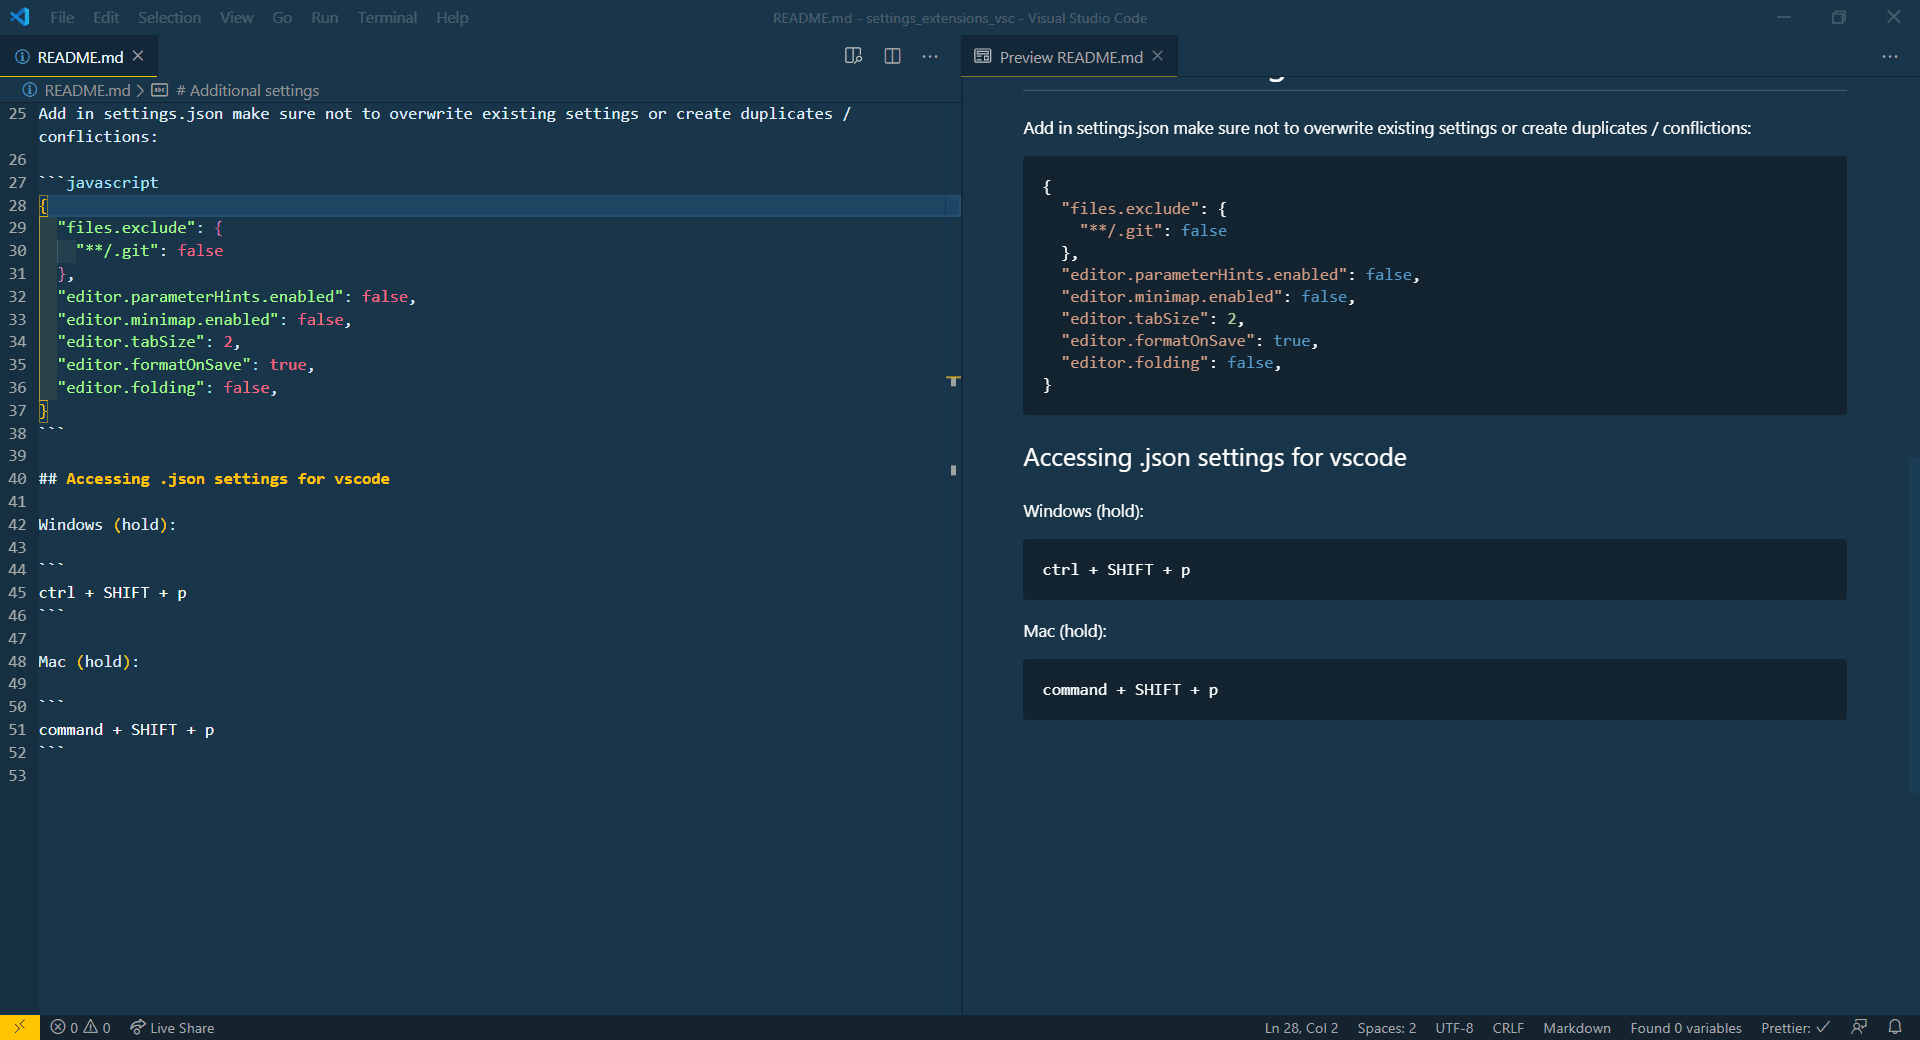 File Edit Selection View Go Run Terminal Help
README.md - settings_extensions_vsc - Visual Studio Code
README.md
README.md > # Additional settings
25 Add in settings.json make sure not to overwrite existing settings or create duplicates /
conflictions:
26
27 ```javascript
28 {
29 "files.exclude": {
30 "**/.git": false
31 },
32 "editor.parameterHints.enabled": false,
33 "editor.minimap.enabled": false,
34 "editor.tabSize": 2,
35 "editor.formatOnSave": true,
36 "editor.folding": false,
37 }
38 ```
39
40 ## Accessing .json settings for vscode
41
42 Windows (hold):
43
44 ```
45 ctrl + SHIFT + p
46 ```
47
48 Mac (hold):
49
50 ```
51 command + SHIFT + p
52 ```
53
Preview README.md
Add in settings.json make sure not to overwrite existing settings or create duplicates / conflictions:
{
"files.exclude": {
"**/.git": false
},
"editor.parameterHints.enabled": false,
"editor.minimap.enabled": false,
"editor.tabSize": 2,
"editor.formatOnSave": true,
"editor.folding": false,
}
Accessing .json settings for vscode
Windows (hold):
ctrl + SHIFT + p
Mac (hold):
command + SHIFT + p
0 0 Live Share
Ln 28, Col 2 Spaces: 2 UTF-8 CRLF Markdown Found 0 variables Prettier: ✓